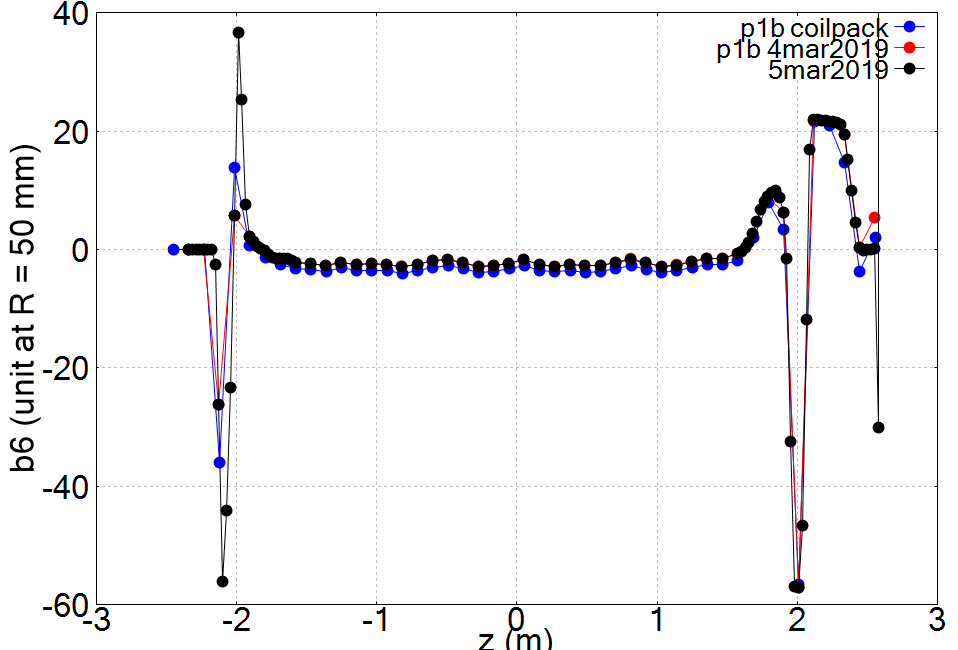 40
20
0
-20
-40
-60
b6 (unit at R = 50 mm)
p1b coilpack
p1b 4mar2019
5mar2019
-3 -2 -1 0 1 2 3
z (m)